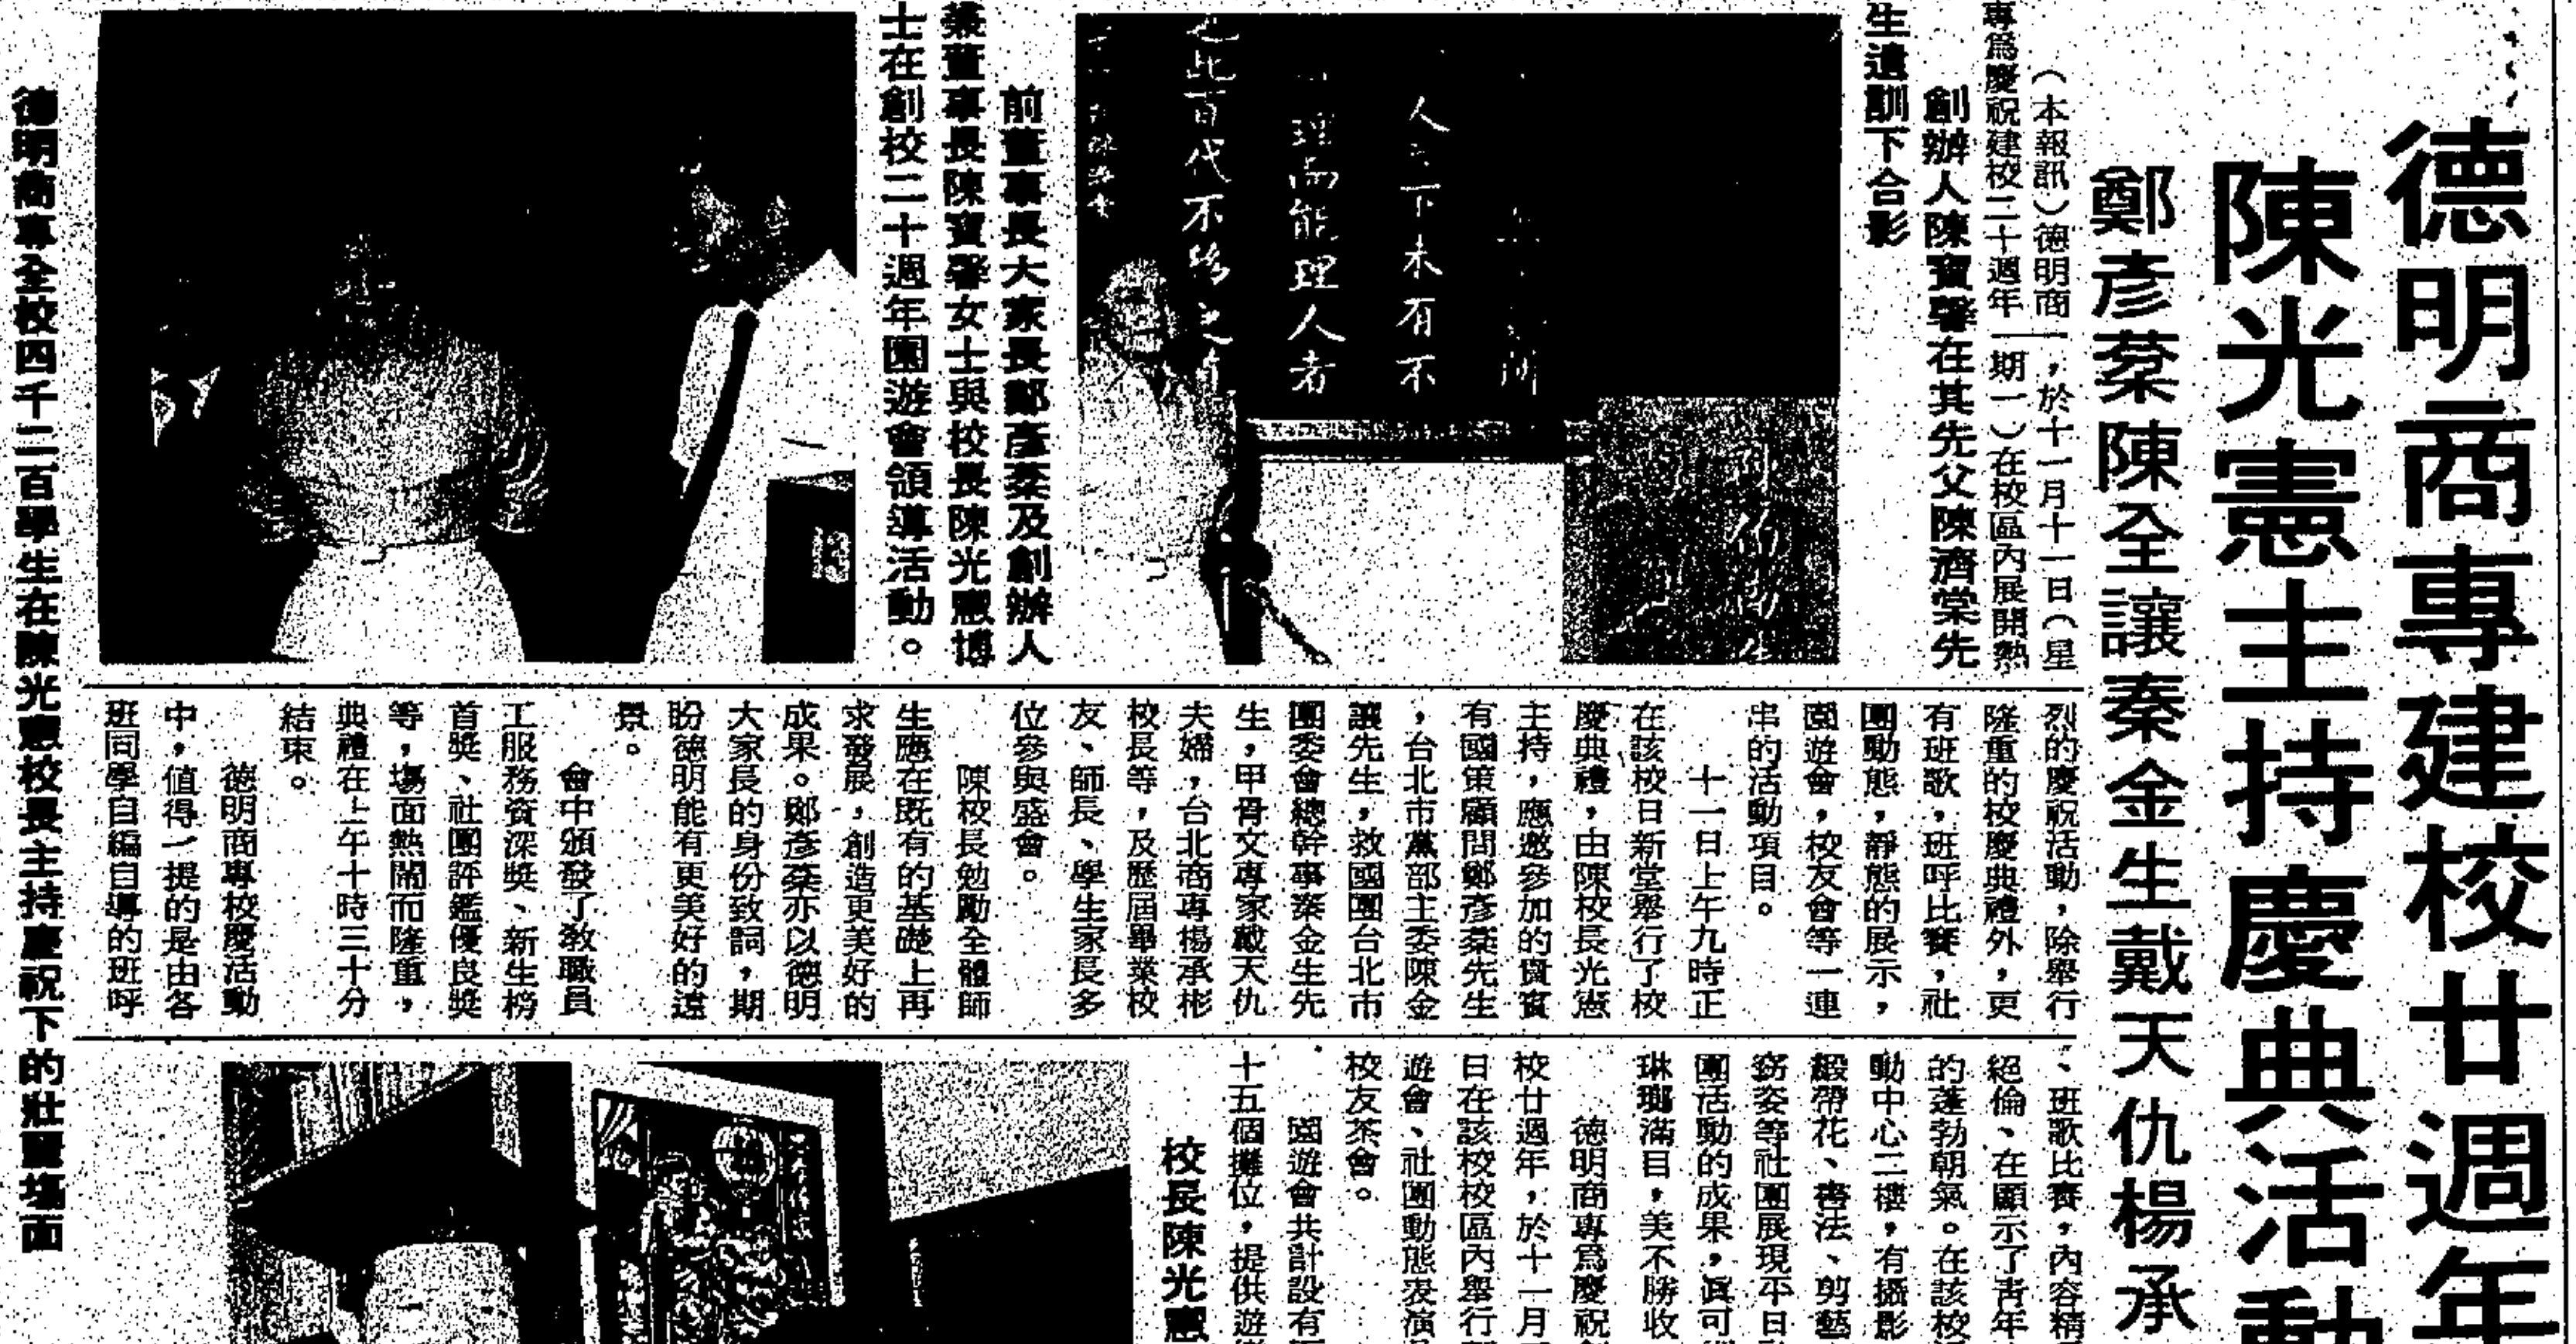 德明商專建校廿週年
陳光憲主持慶典活動
鄭彥棻陳全讓秦金生戴天仇楊承
（本報訊）德明商
專為慶祝建校二十週年
，於十一月十一日（星
期一）在校區內展開熱
創辦人陳寶馨在其先父陳濟棠先
生遺訓下合影
人之下未有不
理而能理人者
百代不
前董事長大家長鄭彥棻及創辦人
兼董事長陳寶馨女士與校長陳光憲博
士在創校二十週年園遊會領導活動。
烈的慶祝活動，除舉行
隆重的校慶典禮外，更
有班歌，班呼比賽，社
團動態，靜態的展示，
園遊會，校友會等一連
串的活動項目。
十一日上午九時正
在該校日新堂舉行了校
慶典禮，由陳校長光憲
主持，應邀參加的貴賓
有國策顧問鄭彥棻先生
，台北市黨部主委陳金
讓先生，救國團台北市
團委會總幹事秦金生先
生，甲骨文專家戴天仇
夫婦，台北商專楊承彬
校長等，及歷屆畢業校
友、師長、學生家長多
位參與盛會。
陳校長勉勵全體師
生應在既有的基礎上再
求發展，創造更美好的
成果。鄭彥棻亦以德明
大家長的身份致詞，期
盼德明能有更美好的遠
景。
會中頒發了教職員
工服務資深獎、新生榜
首獎、社團評鑑優良獎
等，場面熱鬧而隆重，
典禮在上午十時三十分
結束。
德明商專校慶活動
中，值得一提的是由各
班同學自編自導的班呼
、班歌比賽，內容精
絕倫、在顯示了青年
的蓬勃朝氣。在該校
動中心二樓，有攝影
緞帶花、書法、剪藝
務姿等社團展現平日
團活動的成果，真可
琳瑯滿目，美不勝收
德明商專為慶祝
校廿週年，於十一月
日在該校校區內舉行
遊會、社團動態表演
校友茶會。
園遊會共計設有
十五個攤位，提供遊
校長陳光憲
德明商專全校四千二百學生在陳光憲校長主持慶祝下的壯麗場面